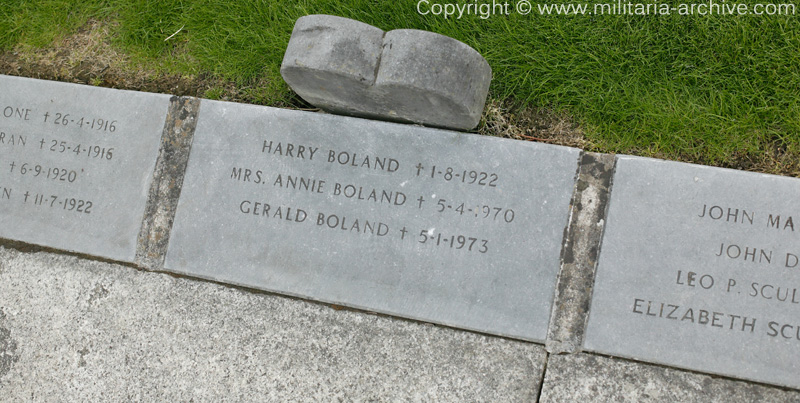 Copyright © www.militaria-archive.com
ONE † 26-4-1916
RAN † 25-4-1916
† 6-9-1920
N † 11-7-1922
HARRY BOLAND † 1-8-1922
MRS. ANNIE BOLAND † 5-4-1970
GERALD BOLAND † 5-1-1973
JOHN MA
JOHN D
LEO P. SCUL
ELIZABETH SCU